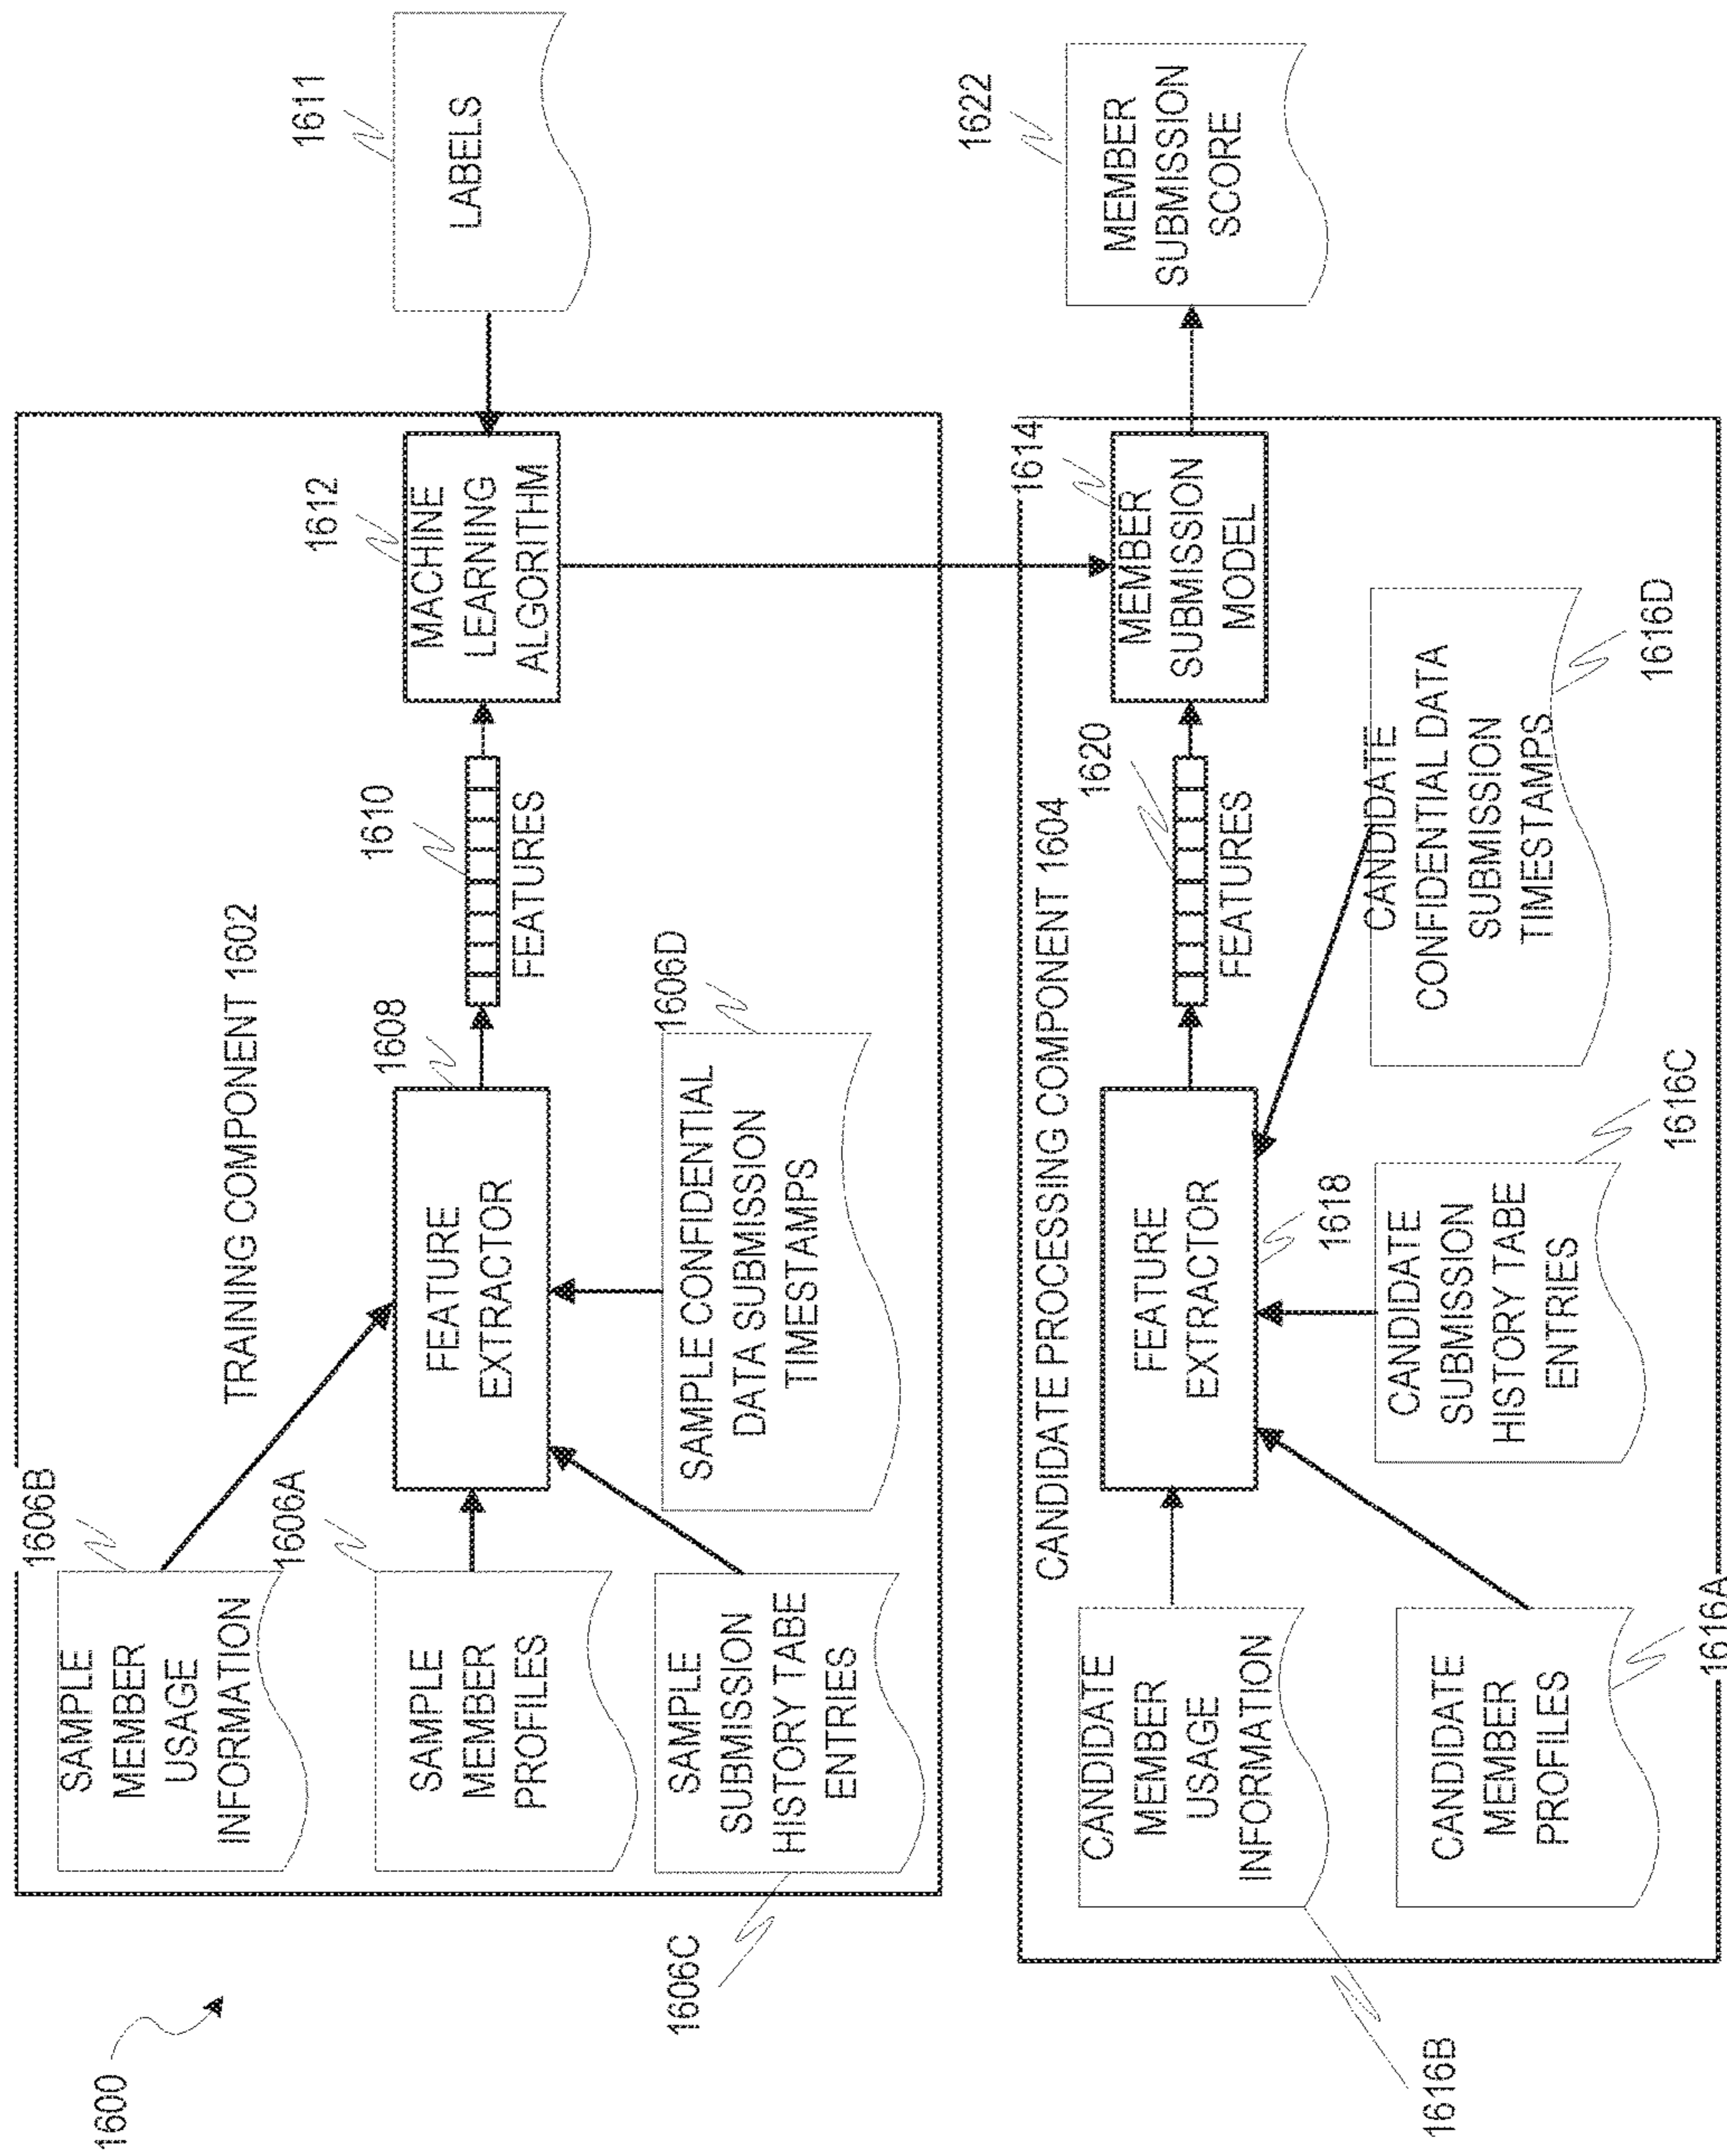 1600
1606B
SAMPLE
MEMBER
USAGE
INFORMATION
1606A
SAMPLE
MEMBER
PROFILES
1606C
SAMPLE
SUBMISSION
HISTORY TABE
ENTRIES
TRAINING COMPONENT 1602
1608
FEATURE
EXTRACTOR
1606D
SAMPLE CONFIDENTIAL
DATA SUBMISSION
TIMESTAMPS
1610
FEATURES
1612
MACHINE
LEARNING
ALGORITHM
1611
LABELS
CANDIDATE PROCESSING COMPONENT 1604
1616B
CANDIDATE
MEMBER
USAGE
INFORMATION
1616A
CANDIDATE
MEMBER
PROFILES
FEATURE
EXTRACTOR
1618
1616C
CANDIDATE
SUBMISSION
HISTORY TABE
ENTRIES
1616D
CANDIDATE
CONFIDENTIAL DATA
SUBMISSION
TIMESTAMPS
1620
FEATURES
1614
MEMBER
SUBMISSION
MODEL
1622
MEMBER
SUBMISSION
SCORE